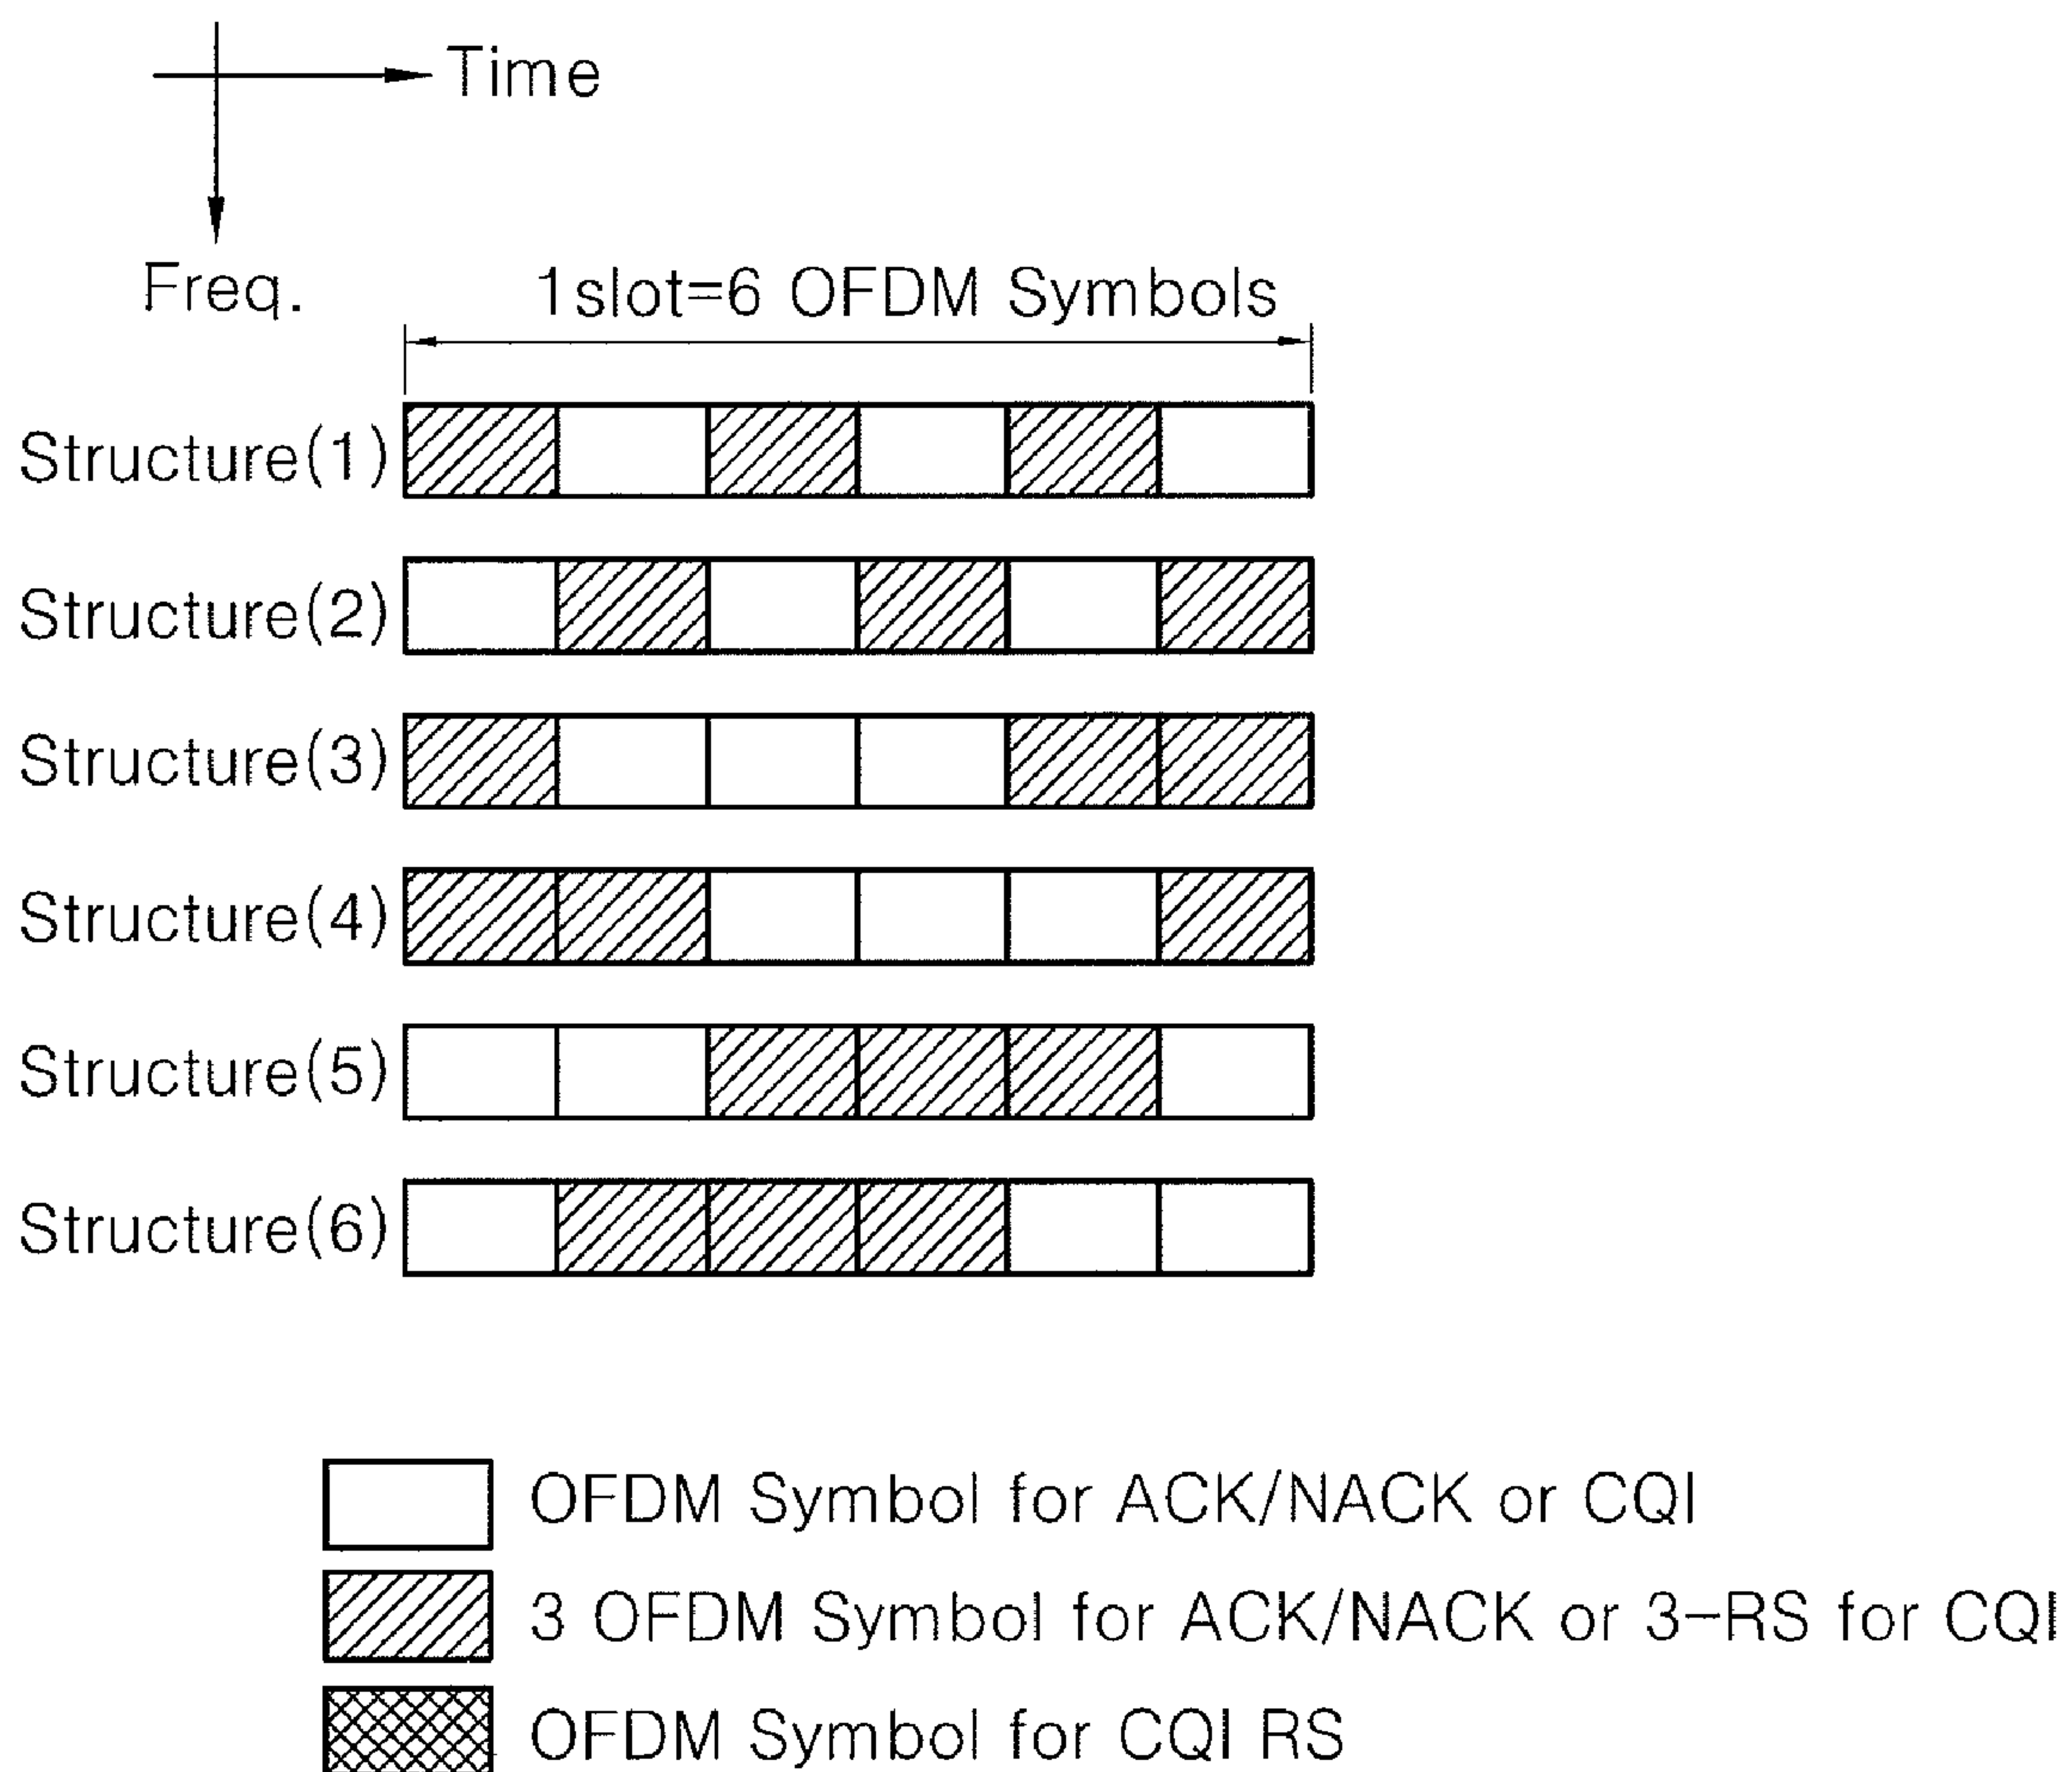 Time
Freq.
1slot=6 OFDM Symbols
Structure(1)
Structure(2)
Structure(3)
Structure(4)
Structure(5)
Structure(6)
OFDM Symbol for ACK/NACK or CQI
3 OFDM Symbol for ACK/NACK or 3-RS for CQI
OFDM Symbol for CQI RS